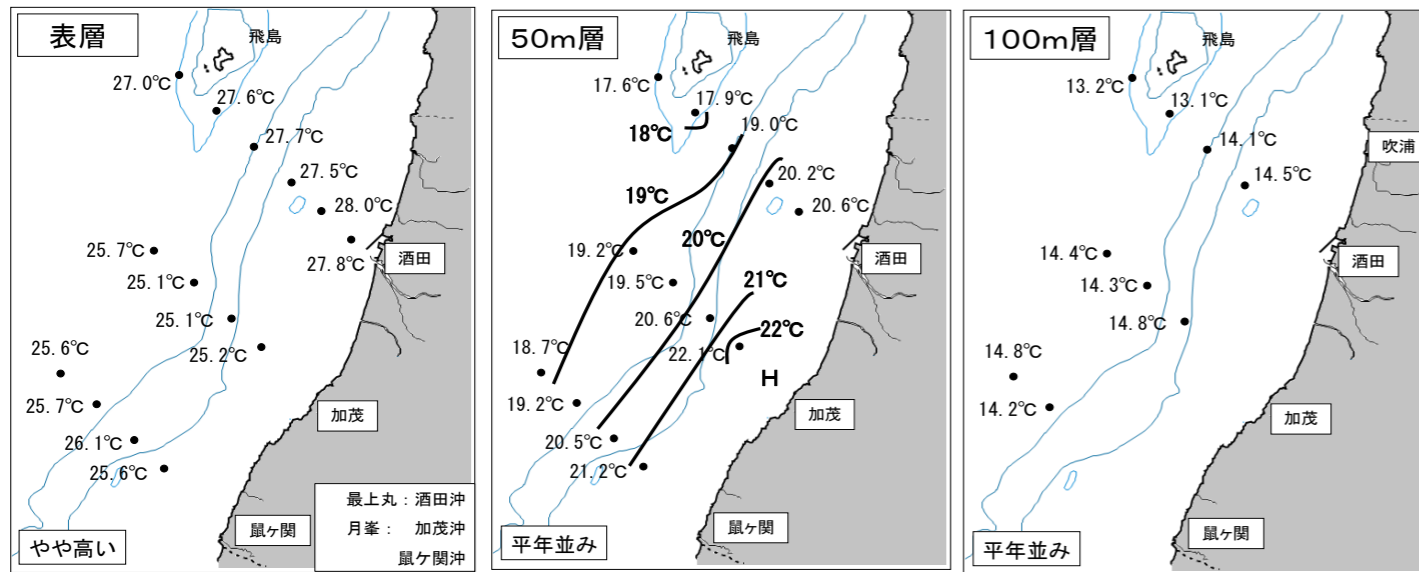 表層
飛島
27.0℃
27.6℃
27.7℃
27.5℃
28.0℃
27.8℃
酒田
25.7℃
25.1℃
25.1℃
25.2℃
25.6℃
25.7℃
26.1℃
25.6℃
加茂
鼠ヶ関
やや高い
最上丸：酒田沖
月峯： 加茂沖
鼠ケ関沖
50m層
飛島
17.6℃
17.9℃
18℃
19.0℃
20.2℃
20.6℃
19℃
20℃
酒田
19.2℃
19.5℃
21℃
20.6℃
22℃
22.1℃
H
18.7℃
19.2℃
20.5℃
21.2℃
加茂
鼠ヶ関
平年並み
100m層
飛島
13.2℃
13.1℃
14.1℃
吹浦
14.5℃
14.4℃
酒田
14.3℃
14.8℃
14.8℃
14.2℃
加茂
鼠ヶ関
平年並み